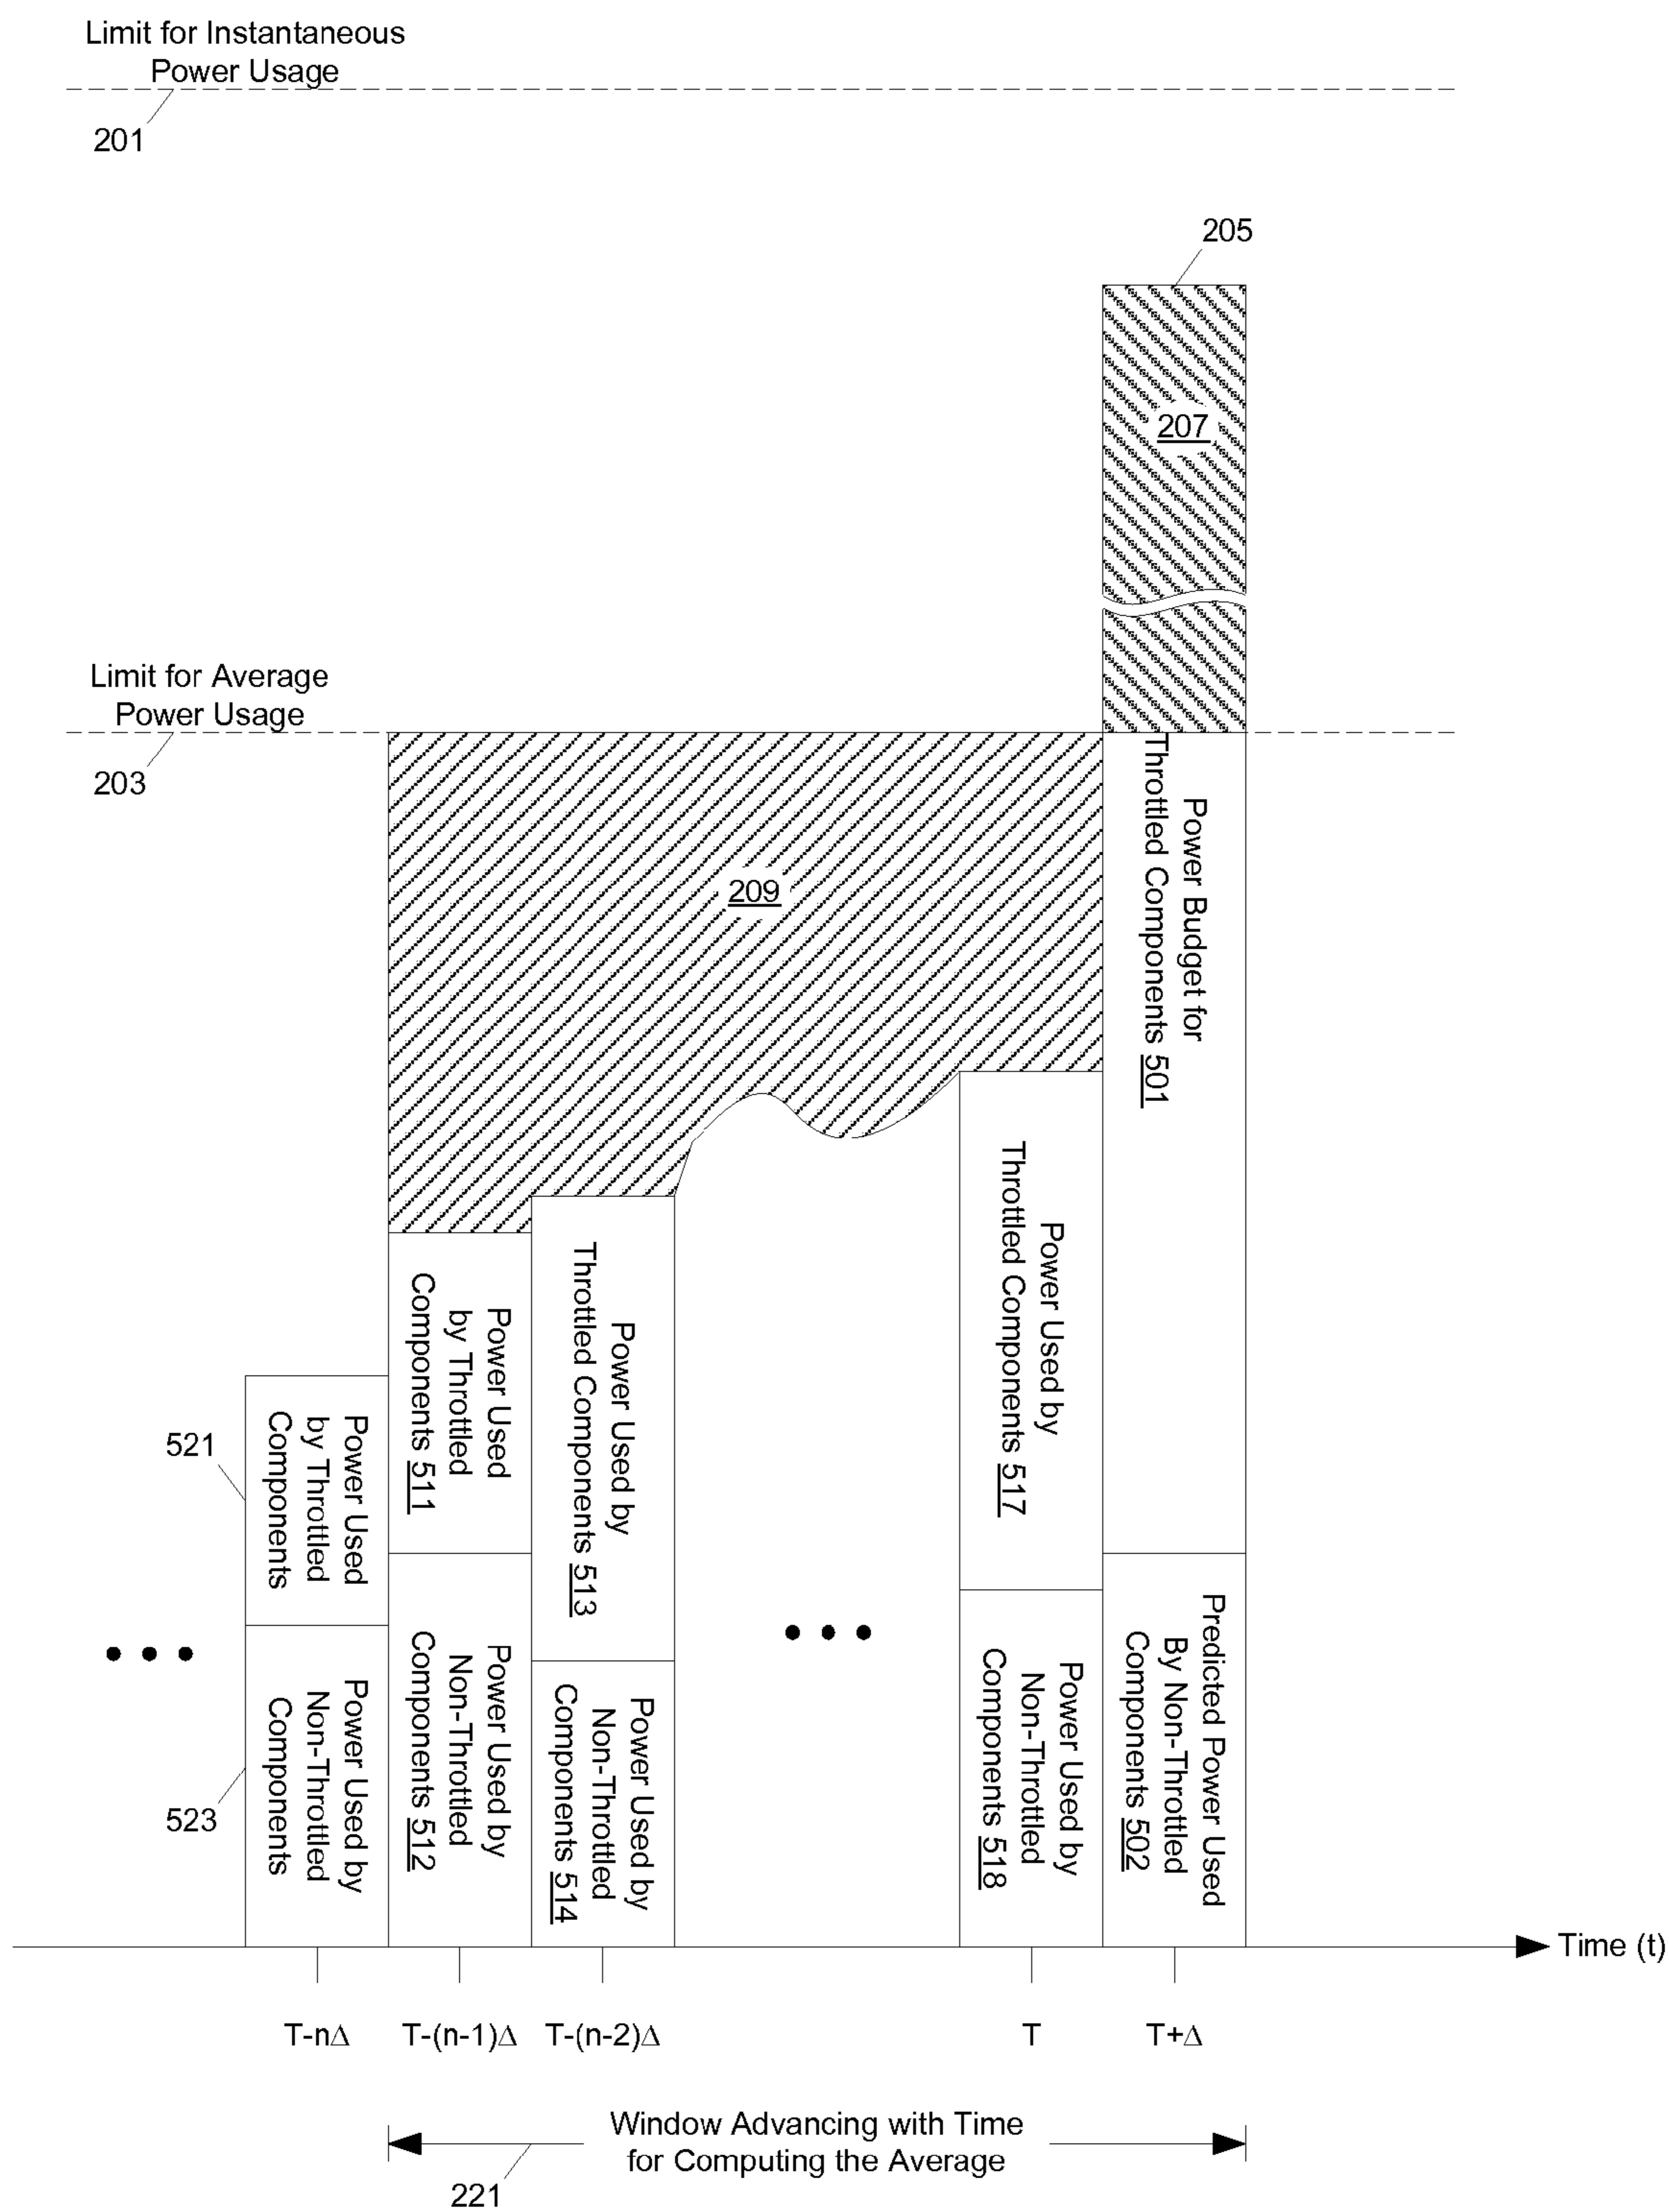 Limit for Instantaneous
Power Usage
201
205
207
Limit for Average
Power Usage
203
209
Power Budget for
Throttled Components 501
521
Power Used
by Throttled
Components
Power Used
by Throttled
Components 511
Power Used by
Throttled Components 513
Power Used by
Throttled Components 517
523
Power Used by
Non-Throttled
Components
Power Used by
Non-Throttled
Components 512
Power Used by
Non-Throttled
Components 514
Power Used by
Non-Throttled
Components 518
Predicted Power Used
By Non-Throttled
Components 502
Time (t)
T-nΔ
T-(n-1)Δ
T-(n-2)Δ
T
T+Δ
Window Advancing with Time
for Computing the Average
221